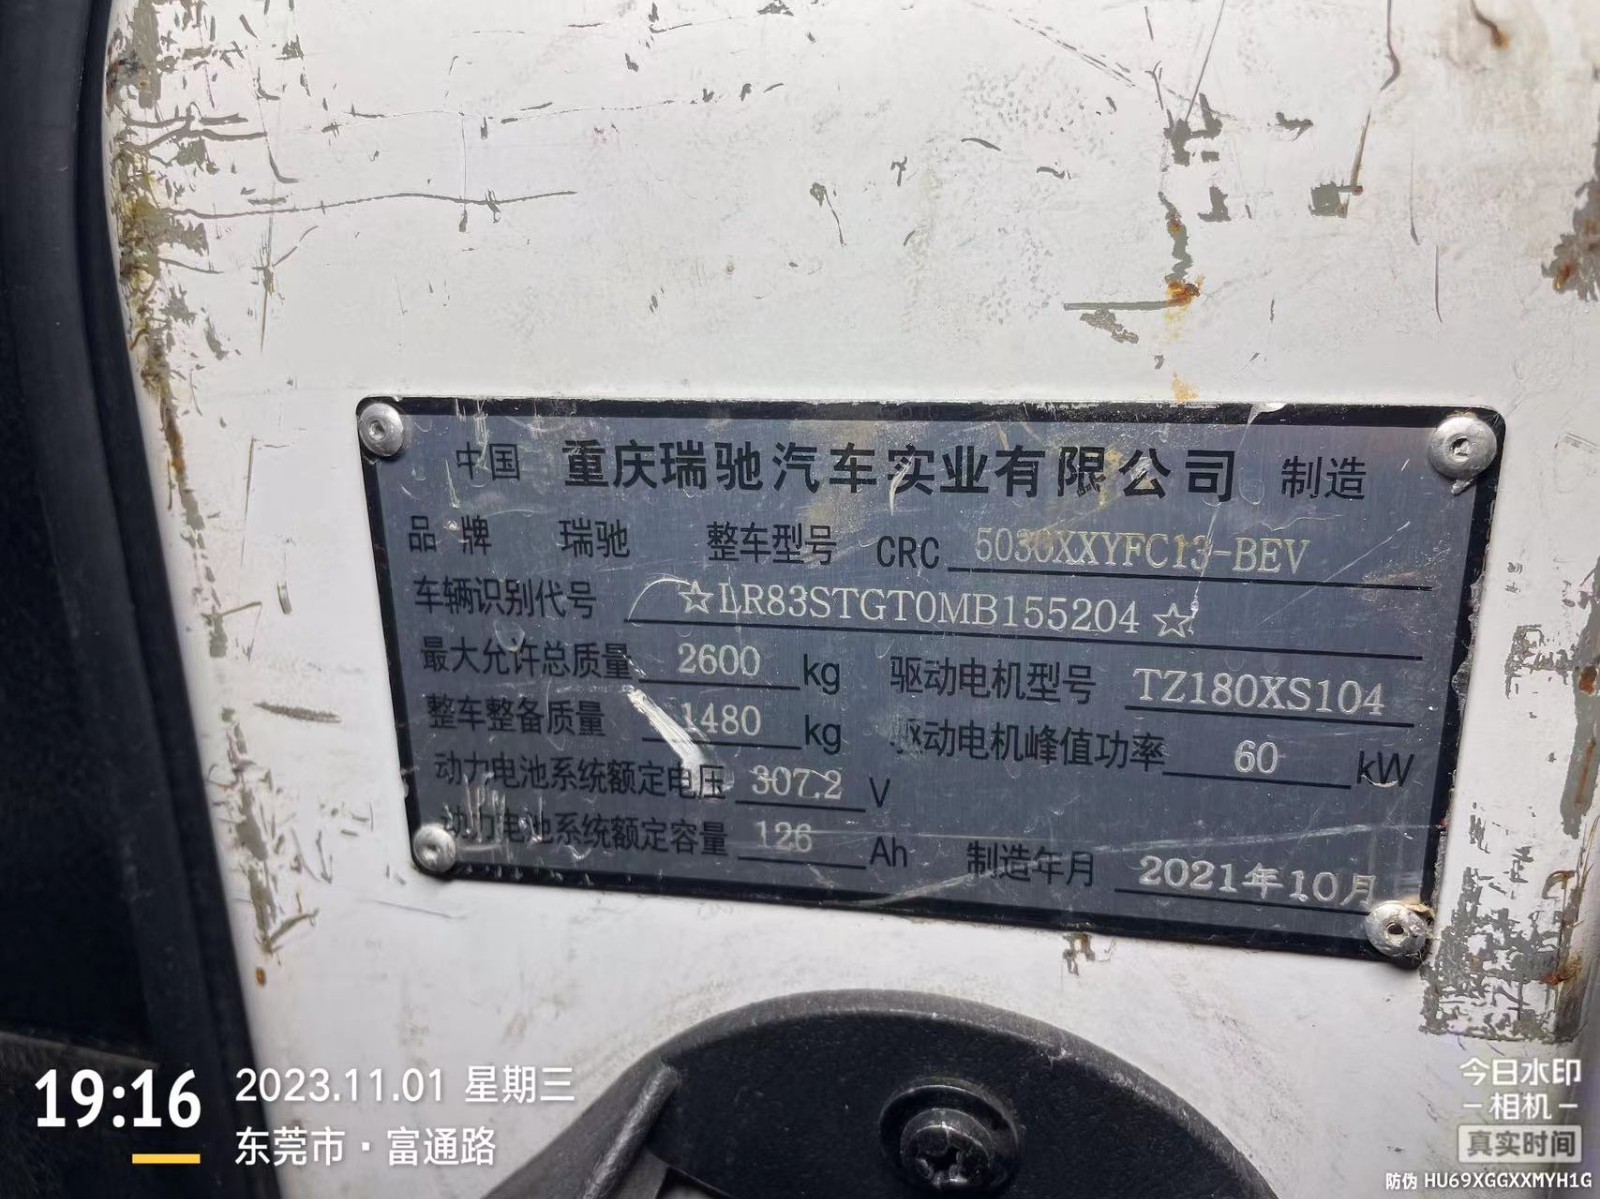 中国 重庆瑞驰汽车实业有限公司 制造
品牌 瑞驰 整车型号 CRC 5030XXYFC13-BEV
车辆识别代号 ☆LR83STGT0MB155204☆
最大允许总质量 2600 kg 驱动电机型号 TZ180XS104
整车整备质量 1480 kg 驱动电机峰值功率 60 kW
动力电池系统额定电压 307.2 V
动力电池系统额定容量 126 Ah 制造年月 2021年10月
19:16 2023.11.01 星期三
东莞市·富通路
今日水印
相机
真实时间
防伪 HU69XGGXXMYH1G